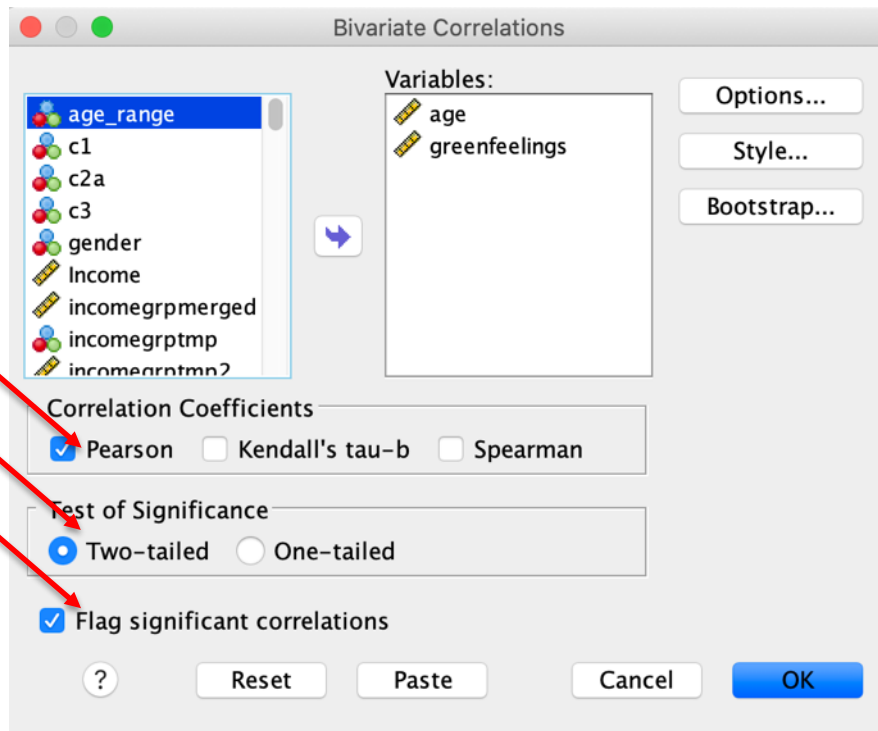 Bivariate Correlations
Variables:
age_range
c1
c2a
c3
gender
Income
incomegrpmerged
incomegrptmp
incomegrptmp2
age
greenfeelings
Options...
Style...
Bootstrap...
Correlation Coefficients
Pearson Kendall's tau-b Spearman
Test of Significance
Two-tailed One-tailed
Flag significant correlations
? Reset Paste Cancel OK